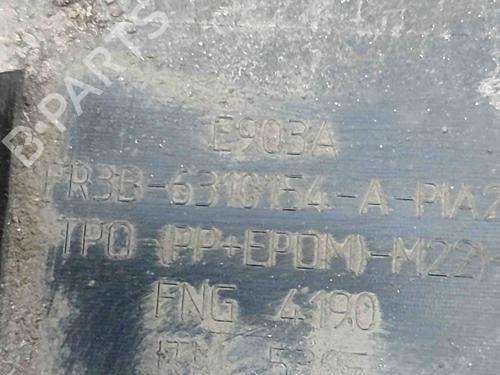 B-PARTS
E903A
FR3B-6310154-A-PIA2
TPO-(PP+EPDM)-M22
FNG 4190